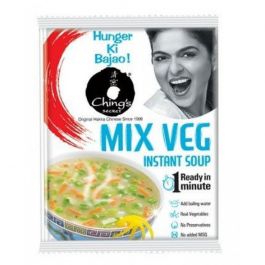 Hunger
Ki
Bajao!
Ching's
secret
Original Hakka Chinese Since 1996
MIX VEG
INSTANT SOUP
1 Ready in
minute
Add boiling water
Real Vegetables
No Preservatives
No added MSG